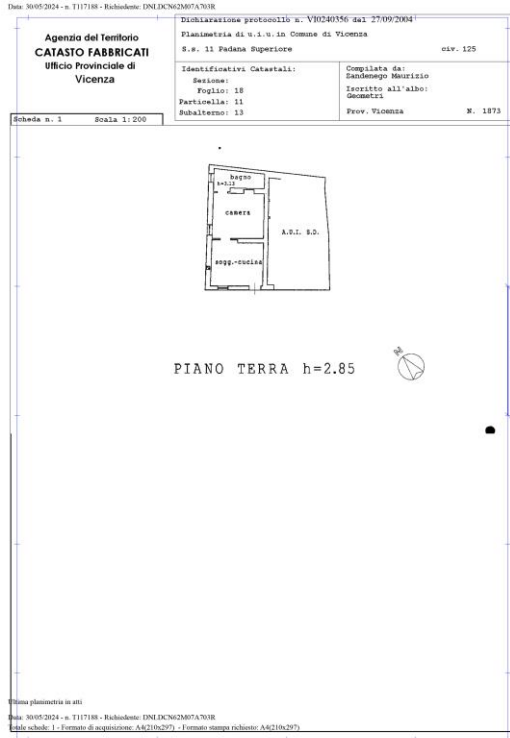 Data: 30/05/2024 - n. T117188 - Richiedente: DNLDCN62M07A703R
Agenzia del Territorio
CATASTO FABBRICATI
Ufficio Provinciale di
Vicenza
Dichiarazione protocollo n. VI0240356 del 27/09/2004
Planimetria di u.i.u. in Comune di Vicenza
S.s. 11 Padana Superiore civ. 125
Identificativi Catastali:
Sezione:
Foglio: 18
Particella: 11
Subalterno: 13
Compilata da:
Zandenego Maurizio
Iscritto all'albo:
Geometri
Prov. Vicenza N. 1873
Scheda n. 1 Scala 1:200
bagno
h=3.13
camera
A.D.I. S.D.
sogg.-cucina
PIANO TERRA h=2.85
Ultima planimetria in atti
Data: 30/05/2024 - n. T117188 - Richiedente: DNLDCN62M07A703R
Totale schede: 1 - Formato di acquisizione: A4(210x297) - Formato stampa richiesto: A4(210x297)